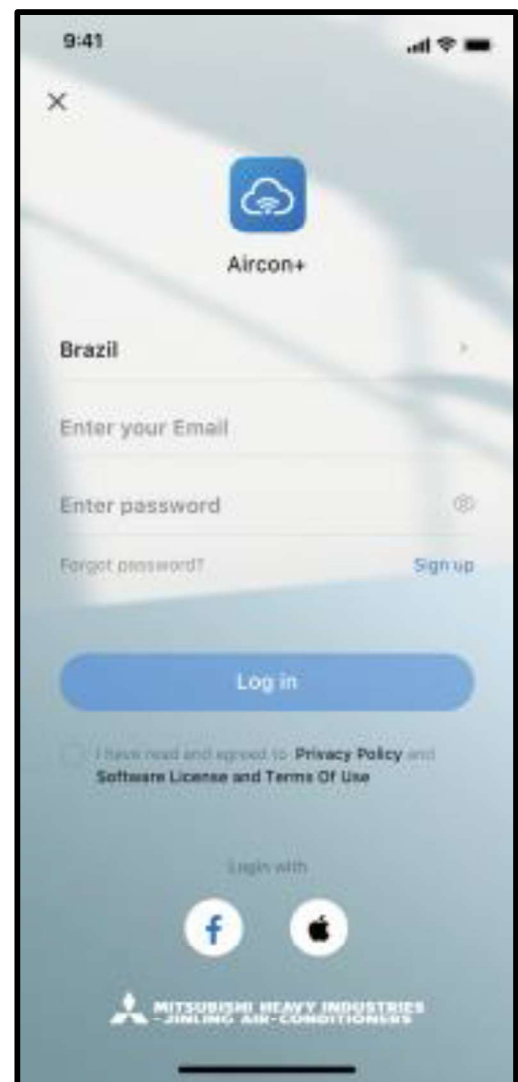 9:41
Aircon+
Brazil
Enter your Email
Enter password
Forgot password?
Sign up
Log in
I have read and agreed to Privacy Policy and
Software License and Terms Of Use
Login with
MITSUBISHI HEAVY INDUSTRIES
-JINLING AIR-CONDITIONERS